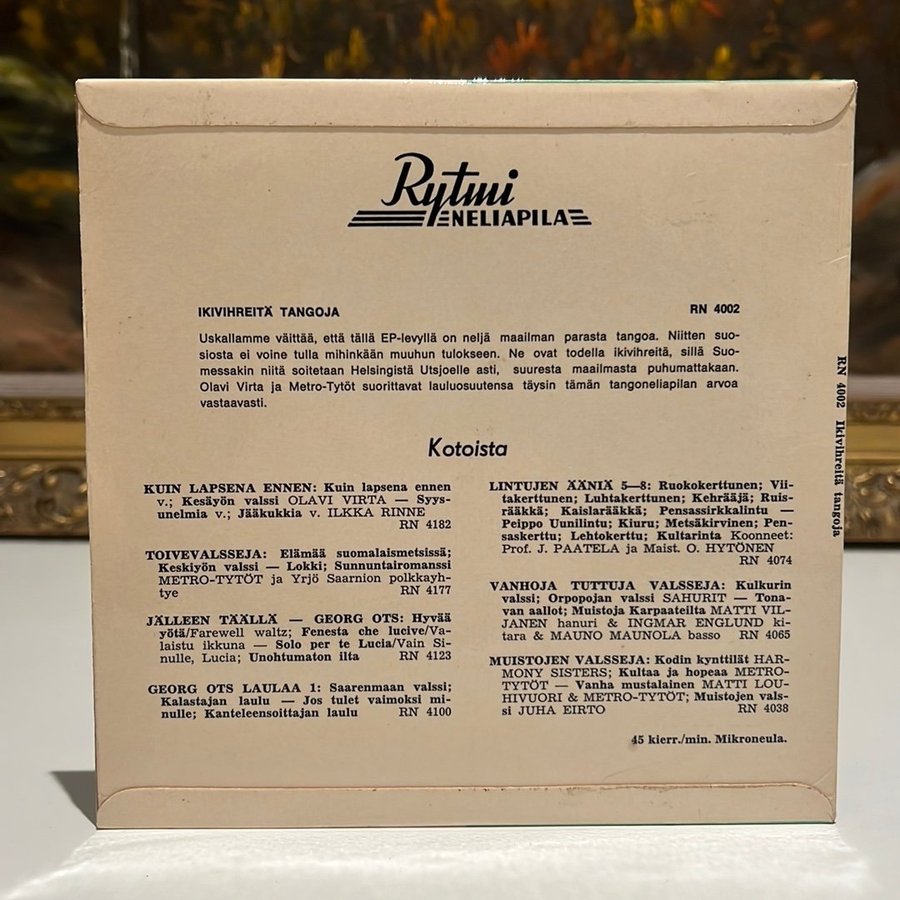 Rytmi
NELIAPILA
IKIVIHREITÄ TANGOJA RN 4002
Uskallamme väittää, että tällä EP-levyllä on neljä maailman parasta tangoa. Niitten suo-
siosta ei voine tulla mihinkään muuhun tulokseen. Ne ovat todella ikivihreitä, sillä Suo-
messakin niitä soitetaan Helsingistä Utsjoelle asti, suuresta maailmasta puhumattakaan.
Olavi Virta ja Metro-Tytöt suorittavat lauluosuutensa täysin tämän tangoneliapilan arvoa
vastaavasti.
Kotoista
KUIN LAPSENA ENNEN: Kuin lapsena ennen
v.; Kesäyön valssi OLAVI VIRTA — Syys-
unelmia v.; Jääkukkia v. ILKKA RINNE
RN 4182
TOIVEVALSSEJA: Elämää suomalaismetsissä;
Keskiyön valssi — Lokki; Sunnuntairomanssi
METRO-TYTÖT ja Yrjö Saarnion polkkayh-
tye RN 4177
JÄLLEEN TÄÄLLÄ — GEORG OTS: Hyvää
yötä/Farewell waltz; Fenesta che lucive/Va-
laistu ikkuna — Solo per te Lucia/Vain Si-
nulle, Lucia; Unohtumaton ilta RN 4123
GEORG OTS LAULAA 1: Saarenmaan valssi;
Kalastajan laulu — Jos tulet vaimoksi mi-
nulle; Kanteleensoittajan laulu RN 4100
LINTUJEN ÄÄNIÄ 5—8: Ruokokerttunen; Vii-
takerttunen; Luhtakerttunen; Kehrääjä; Ruis-
rääkkä; Kaislarääkkä; Pensassirkkalintu —
Peippo Uunilintu; Kiuru; Metsäkirvinen; Pen-
saskerttu; Lehtokerttu; Kultarinta Koonneet:
Prof. J. PAATELA ja Maist. O. HYTÖNEN
RN 4074
VANHOJA TUTTUJA VALSSEJA: Kulkurin
valssi; Orpopojan valssi SAHURIT — Tona-
van aallot; Muistoja Karpaateilta MATTI VIL-
JANEN hanuri & INGMAR ENGLUND ki-
tara & MAUNO MAUNOLA basso RN 4065
MUISTOJEN VALSSEJA: Kodin kynttilät HAR-
MONY SISTERS; Kultaa ja hopeaa METRO-
TYTÖT — Vanha mustalainen MATTI LOU-
HIVUORI & METRO-TYTÖT; Muistojen vals-
si JUHA EIRTO RN 4038
45 kierr./min. Mikroneula.
RN 4002 Ikivihreitä tangoja